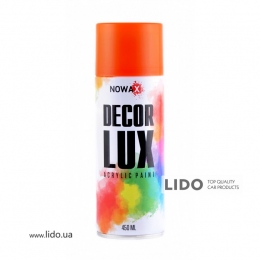 NOWAX
DECOR
LUX
ACRYLIC PAINT
450 ML
LIDO
TOP QUALITY
CAR PRODUCTS
www.lido.ua